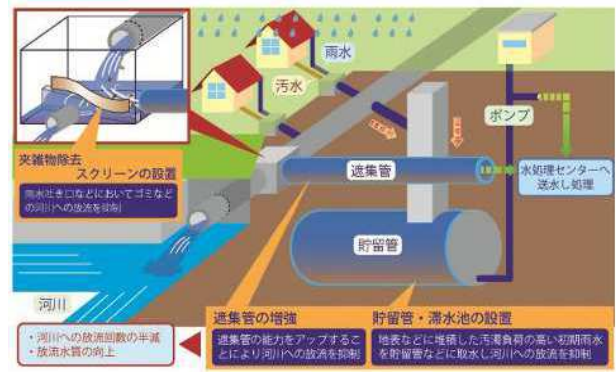 雨水
汚水
ポンプ
夾雑物除去
スクリーンの設置
雨水吐き口などにおいてゴミなど
の河川への放流を抑制
遮集管
水処理センターへ
送水し処理
貯留管
河川
・河川への放流回数の半減
・放流水質の向上
遮集管の増強
遮集管の能力をアップするこ
とにより河川への放流を抑制
貯留管・滞水池の設置
地表などに堆積した汚濁負荷の高い初期雨水
を貯留管などに取水し河川への放流を抑制